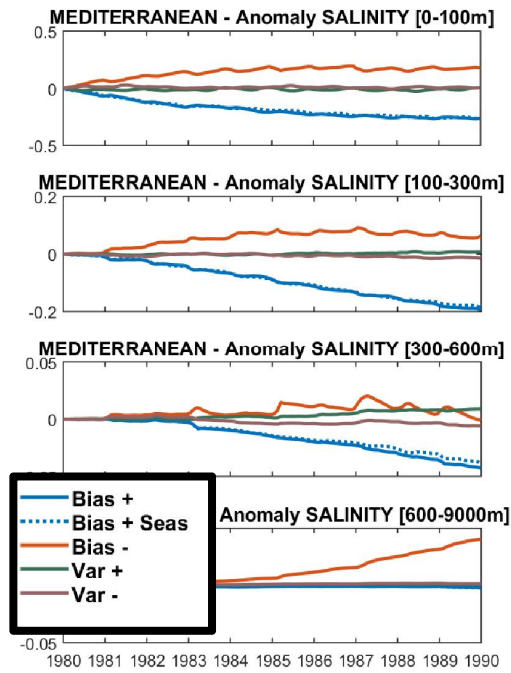 MEDITERRANEAN - Anomaly SALINITY [0-100m]
0.5
0
-0.5
MEDITERRANEAN - Anomaly SALINITY [100-300m]
0.2
0
-0.2
MEDITERRANEAN - Anomaly SALINITY [300-600m]
0.05
0
Bias +
Bias + Seas
Bias -
Var +
Var -
Anomaly SALINITY [600-9000m]
-0.05
1980 1981 1982 1983 1984 1985 1986 1987 1988 1989 1990